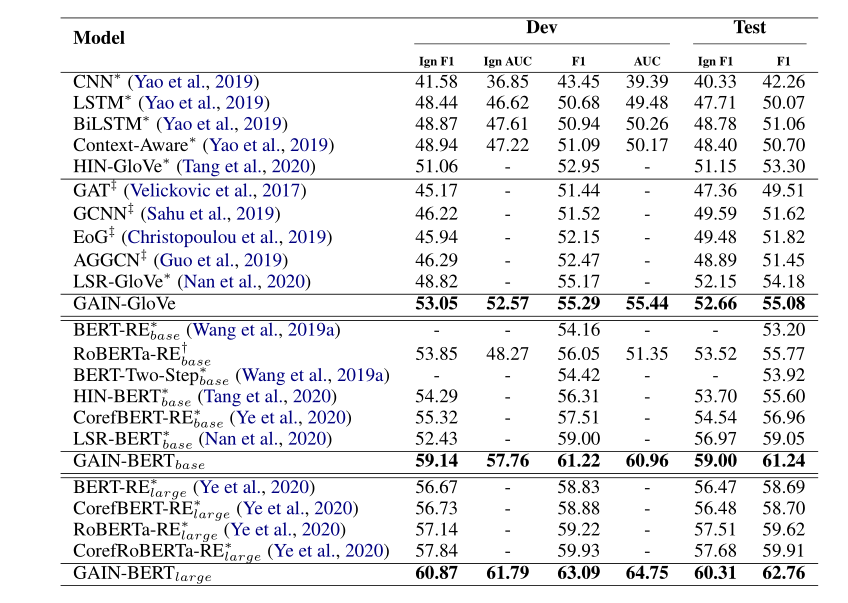 Model Dev Test
Ign F1 Ign AUC F1 AUC Ign F1 F1
CNN* (Yao et al., 2019) 41.58 36.85 43.45 39.39 40.33 42.26
LSTM* (Yao et al., 2019) 48.44 46.62 50.68 49.48 47.71 50.07
BiLSTM* (Yao et al., 2019) 48.87 47.61 50.94 50.26 48.78 51.06
Context-Aware* (Yao et al., 2019) 48.94 47.22 51.09 50.17 48.40 50.70
HIN-GloVe* (Tang et al., 2020) 51.06 - 52.95 - 51.15 53.30
GAT‡ (Velickovic et al., 2017) 45.17 - 51.44 - 47.36 49.51
GCNN‡ (Sahu et al., 2019) 46.22 - 51.52 - 49.59 51.62
EoG‡ (Christopoulou et al., 2019) 45.94 - 52.15 - 49.48 51.82
AGGCN‡ (Guo et al., 2019) 46.29 - 52.47 - 48.89 51.45
LSR-GloVe* (Nan et al., 2020) 48.82 - 55.17 - 52.15 54.18
GAIN-GloVe 53.05 52.57 55.29 55.44 52.66 55.08
BERT-RE*base (Wang et al., 2019a) - - 54.16 - - 53.20
RoBERTa-RE†base 53.85 48.27 56.05 51.35 53.52 55.77
BERT-Two-Step*base (Wang et al., 2019a) - - 54.42 - - 53.92
HIN-BERT*base (Tang et al., 2020) 54.29 - 56.31 - 53.70 55.60
CorefBERT-RE*base (Ye et al., 2020) 55.32 - 57.51 - 54.54 56.96
LSR-BERT*base (Nan et al., 2020) 52.43 - 59.00 - 56.97 59.05
GAIN-BERTbase 59.14 57.76 61.22 60.96 59.00 61.24
BERT-RE*large (Ye et al., 2020) 56.67 - 58.83 - 56.47 58.69
CorefBERT-RE*large (Ye et al., 2020) 56.73 - 58.88 - 56.48 58.70
RoBERTa-RE*large (Ye et al., 2020) 57.14 - 59.22 - 57.51 59.62
CorefRoBERTa-RE*large (Ye et al., 2020) 57.84 - 59.93 - 57.68 59.91
GAIN-BERTlarge 60.87 61.79 63.09 64.75 60.31 62.76